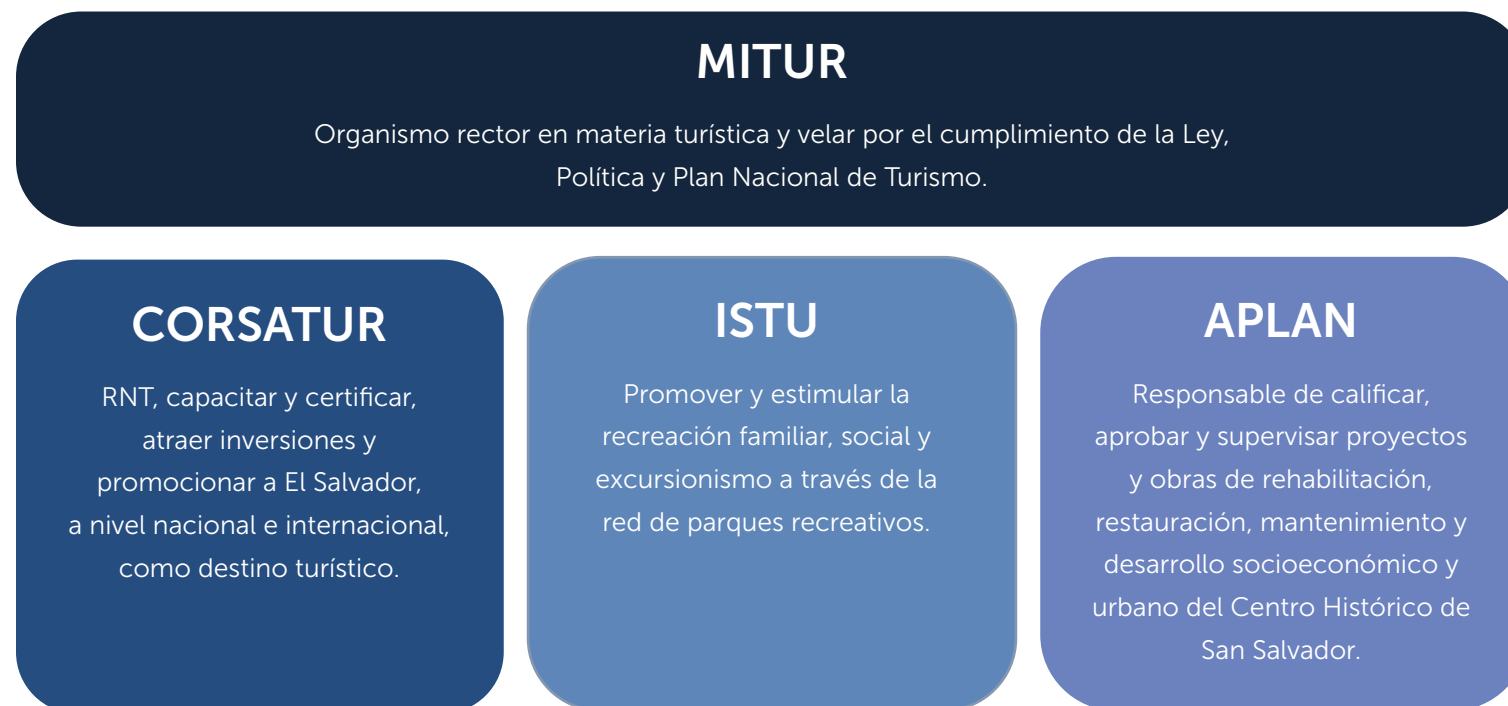 MITUR
Organismo rector en materia turística y velar por el cumplimiento de la Ley,
Política y Plan Nacional de Turismo.
CORSATUR
RNT, capacitar y certificar,
atraer inversiones y
promocionar a El Salvador,
a nivel nacional e internacional,
como destino turístico.
ISTU
Promover y estimular la
recreación familiar, social y
excursionismo a través de la
red de parques recreativos.
APLAN
Responsable de calificar,
aprobar y supervisar proyectos
y obras de rehabilitación,
restauración, mantenimiento y
desarrollo socioeconómico y
urbano del Centro Histórico de
San Salvador.